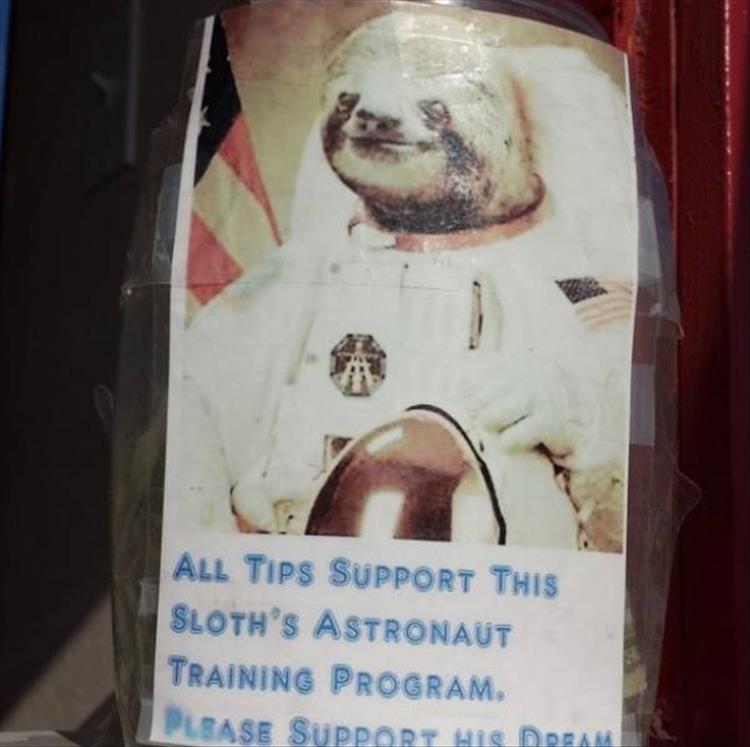 All Tips Support This
Sloth's Astronaut
Training Program.
Please Support his Dream